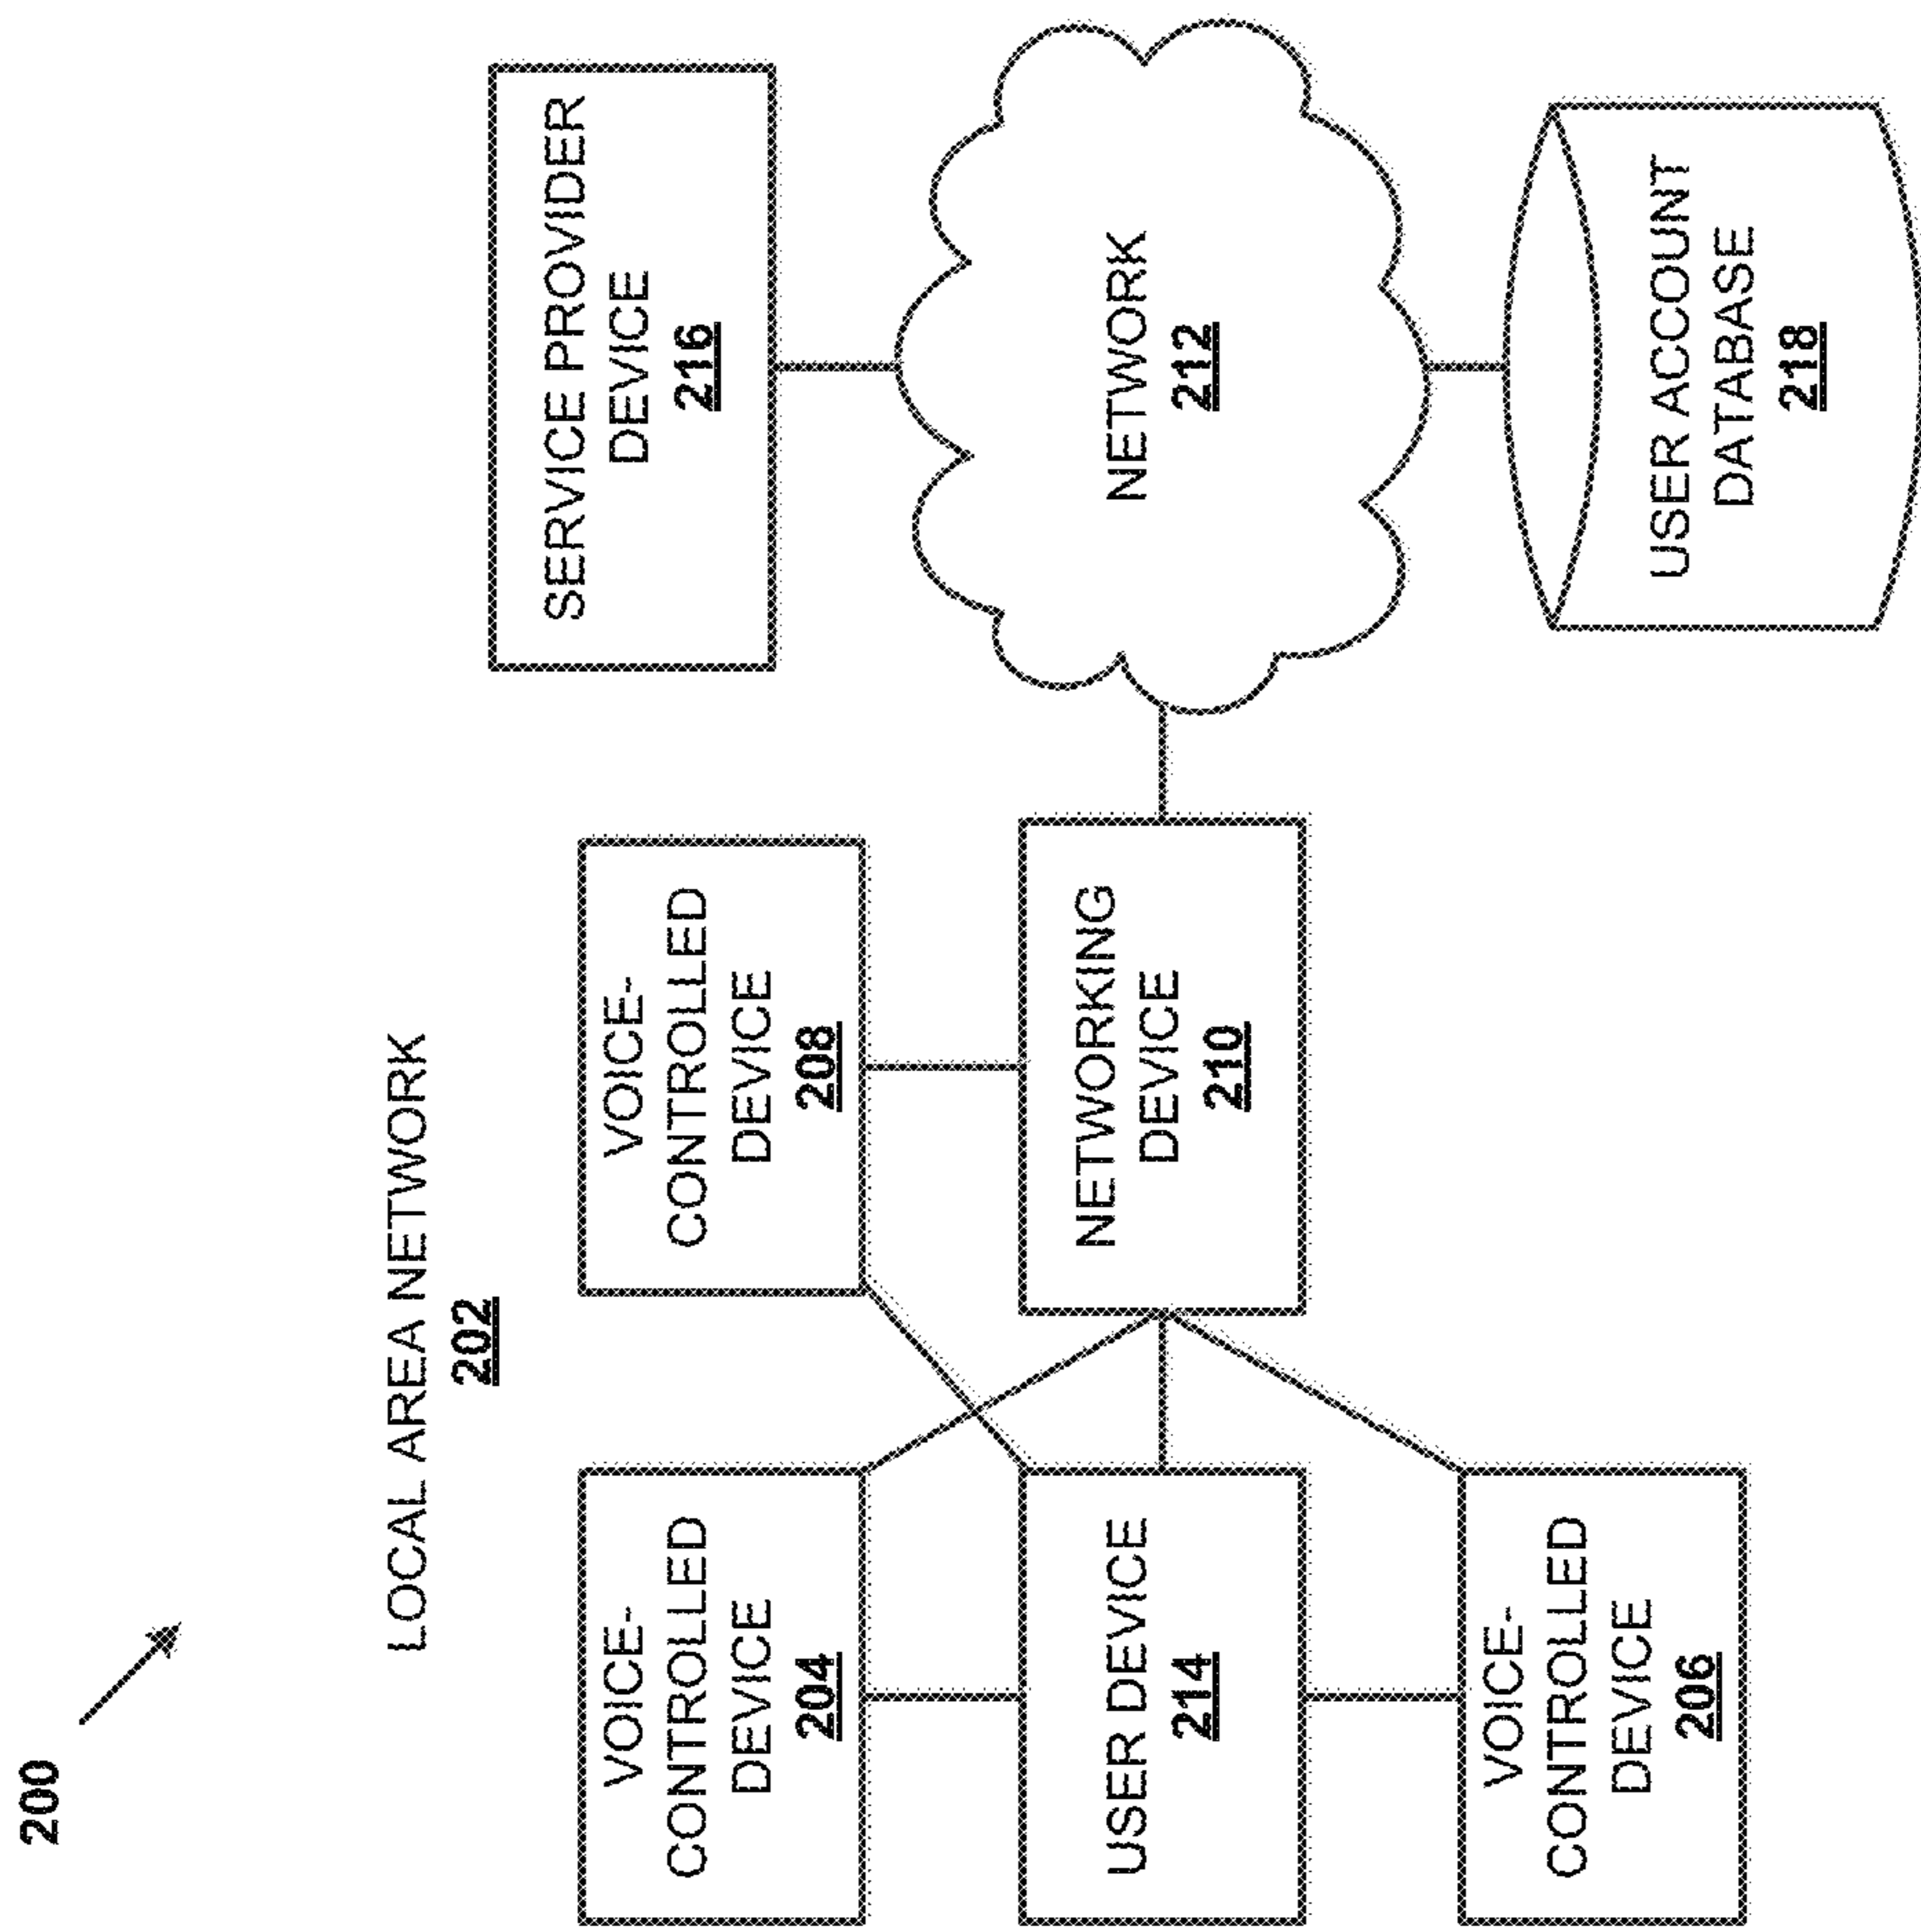 200
LOCAL AREA NETWORK
202
VOICE-
CONTROLLED
DEVICE
204
VOICE-
CONTROLLED
DEVICE
208
SERVICE PROVIDER
DEVICE
216
USER DEVICE
214
NETWORKING
DEVICE
210
NETWORK
212
VOICE-
CONTROLLED
DEVICE
206
USER ACCOUNT
DATABASE
218